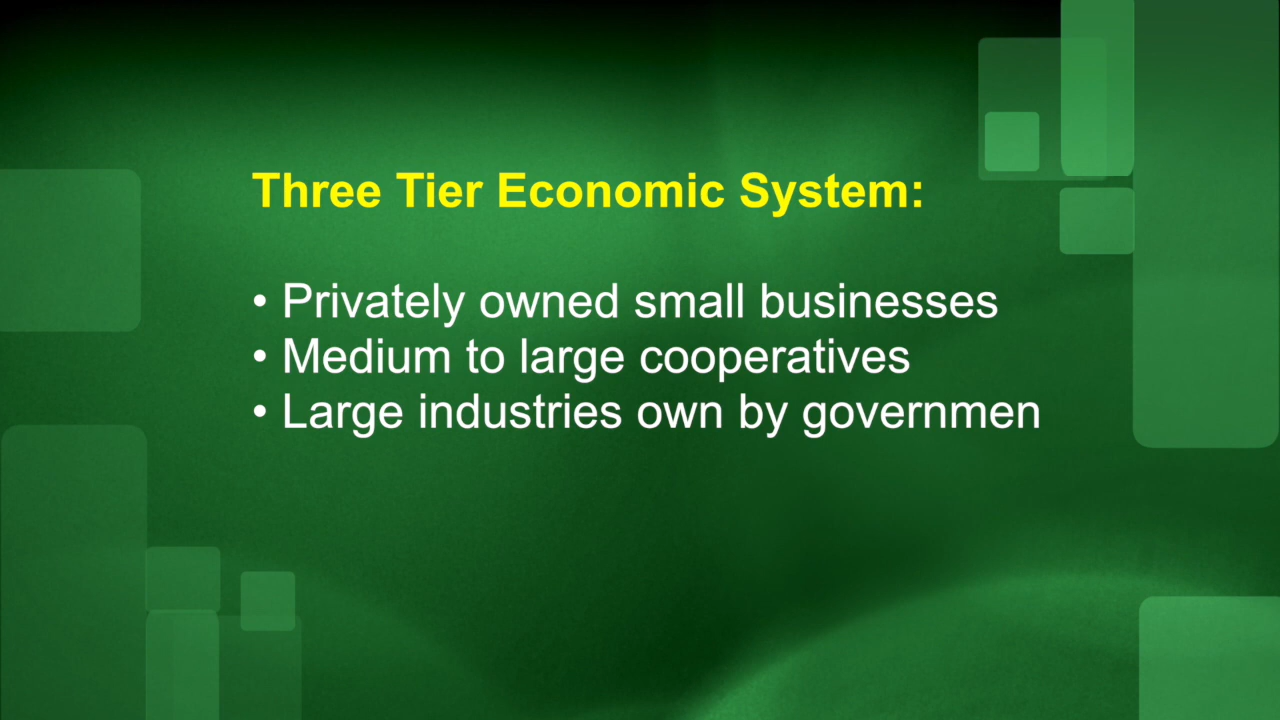 Three Tier Economic System:
• Privately owned small businesses
• Medium to large cooperatives
• Large industries own by governmen